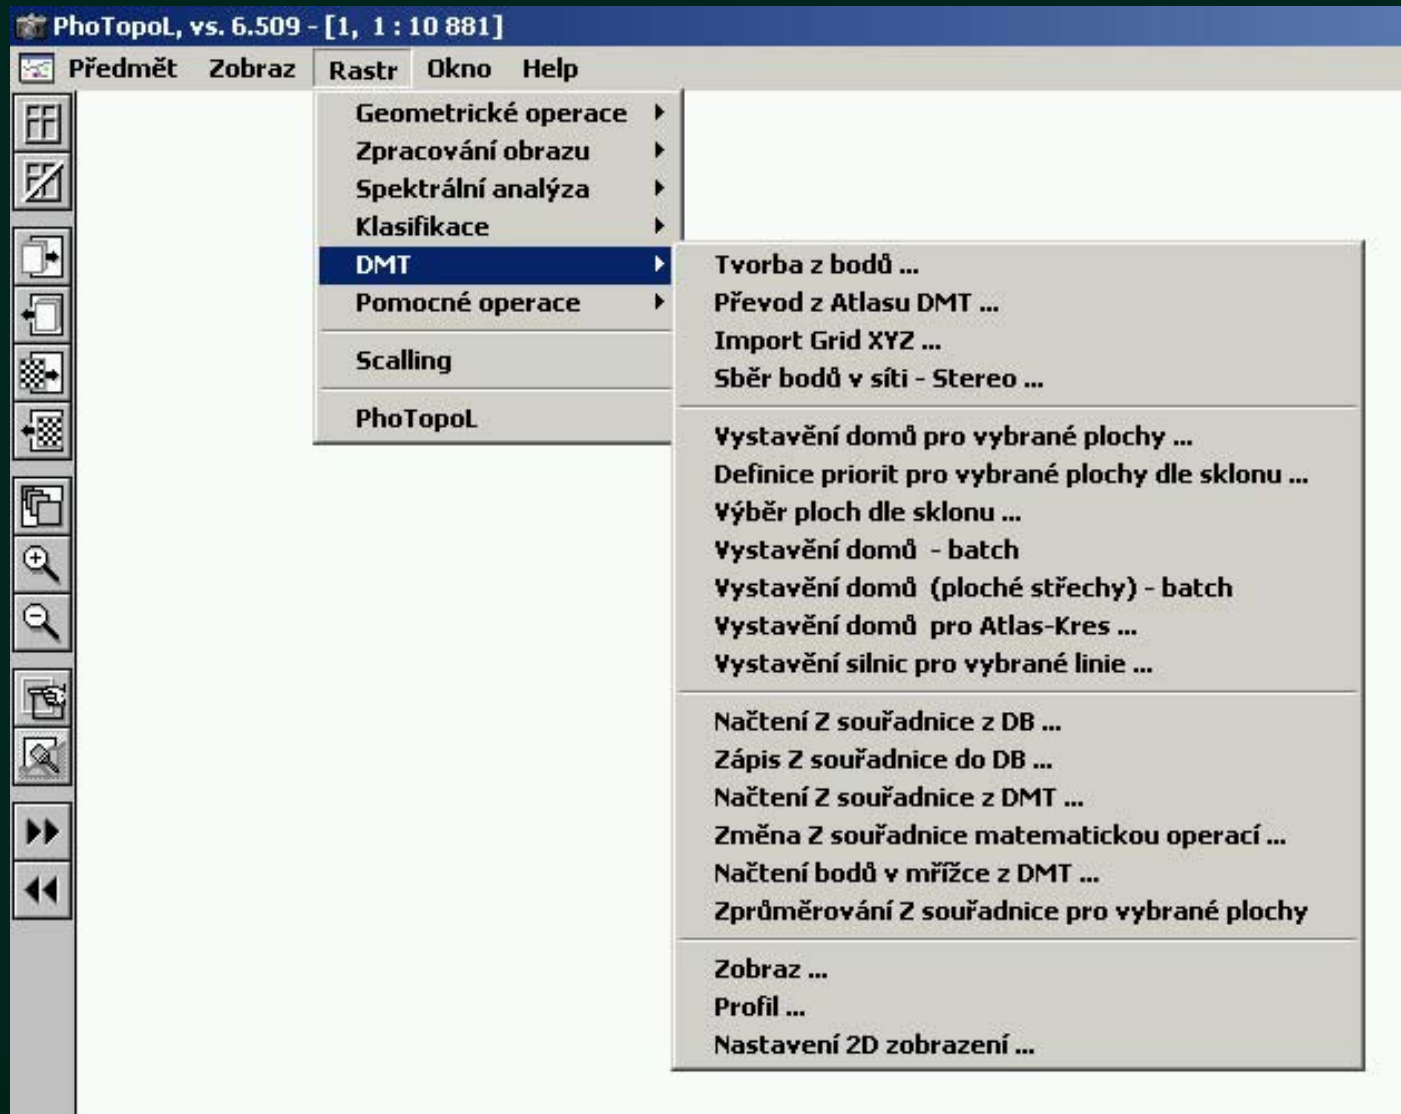 PhoTopoL, vs. 6.509 - [1, 1 : 10 881]
Předmět Zobraz Rastr Okno Help
Geometrické operace
Zpracování obrazu
Spektrální analýza
Klasifikace
DMT
Pomocné operace
Scalling
PhoTopoL
Tvorba z bodů ...
Převod z Atlasu DMT ...
Import Grid XYZ ...
Sběr bodů v síti - Stereo ...
Vystavění domů pro vybrané plochy ...
Definice priorit pro vybrané plochy dle sklonu ...
Výběr ploch dle sklonu ...
Vystavění domů - batch
Vystavění domů (ploché střechy) - batch
Vystavění domů pro Atlas-Kres ...
Vystavění silnic pro vybrané linie ...
Načtení Z souřadnice z DB ...
Zápis Z souřadnice do DB ...
Načtení Z souřadnice z DMT ...
Změna Z souřadnice matematickou operací ...
Načtení bodů v mřížce z DMT ...
Zprůměrování Z souřadnice pro vybrané plochy
Zobraz ...
Profil ...
Nastavení 2D zobrazení ...